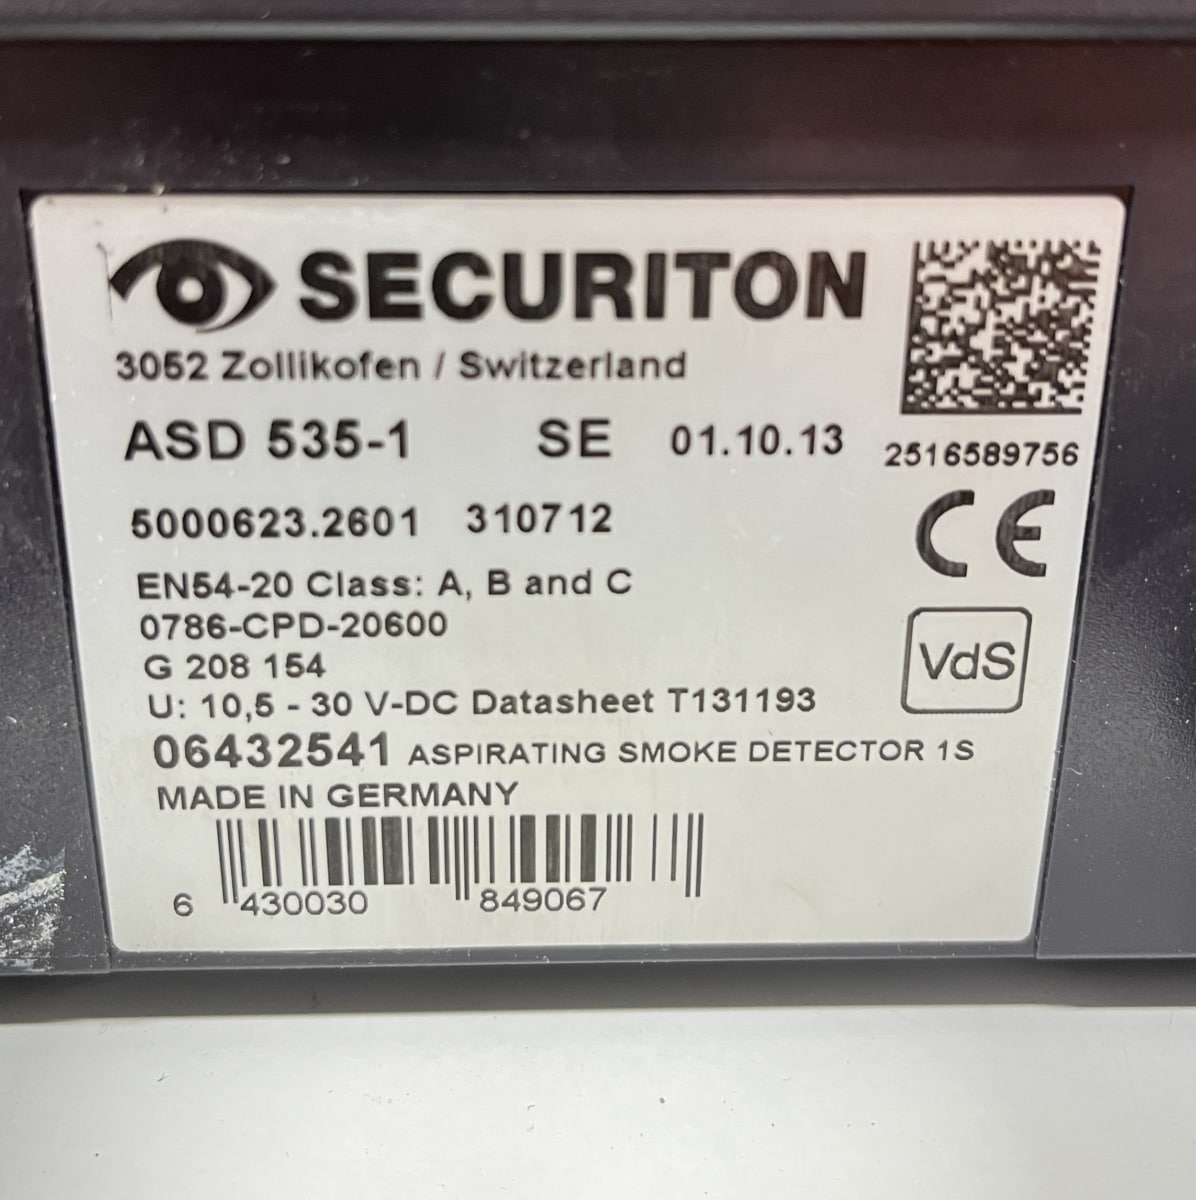 SECURITON
3052 Zollikofen / Switzerland
ASD 535-1 SE 01.10.13
2516589756
5000623.2601 310712
CE
EN54-20 Class: A, B and C
0786-CPD-20600
G 208 154
VdS
U: 10,5 - 30 V-DC Datasheet T131193
06432541 ASPIRATING SMOKE DETECTOR 1S
MADE IN GERMANY
6 430030 849067